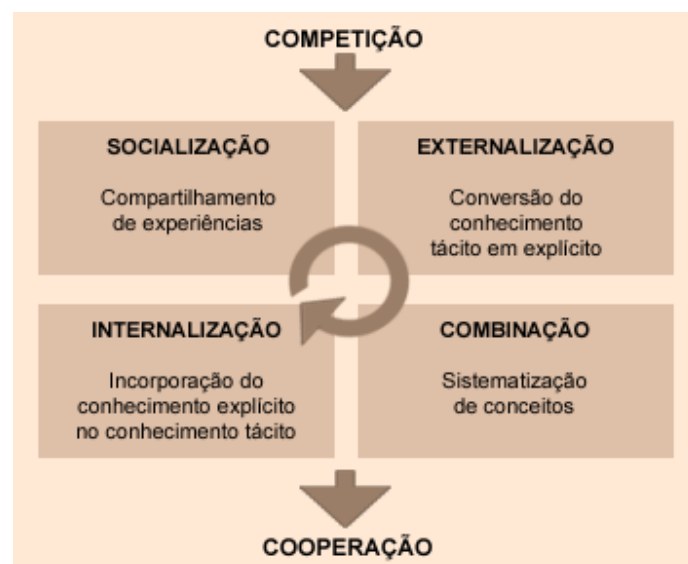 COMPETIÇÃO
SOCIALIZAÇÃO
Compartilhamento
de experiências
EXTERNALIZAÇÃO
Conversão do
conhecimento
tácito em explícito
INTERNALIZAÇÃO
Incorporação do
conhecimento explícito
no conhecimento tácito
COMBINAÇÃO
Sistematização
de conceitos
COOPERAÇÃO